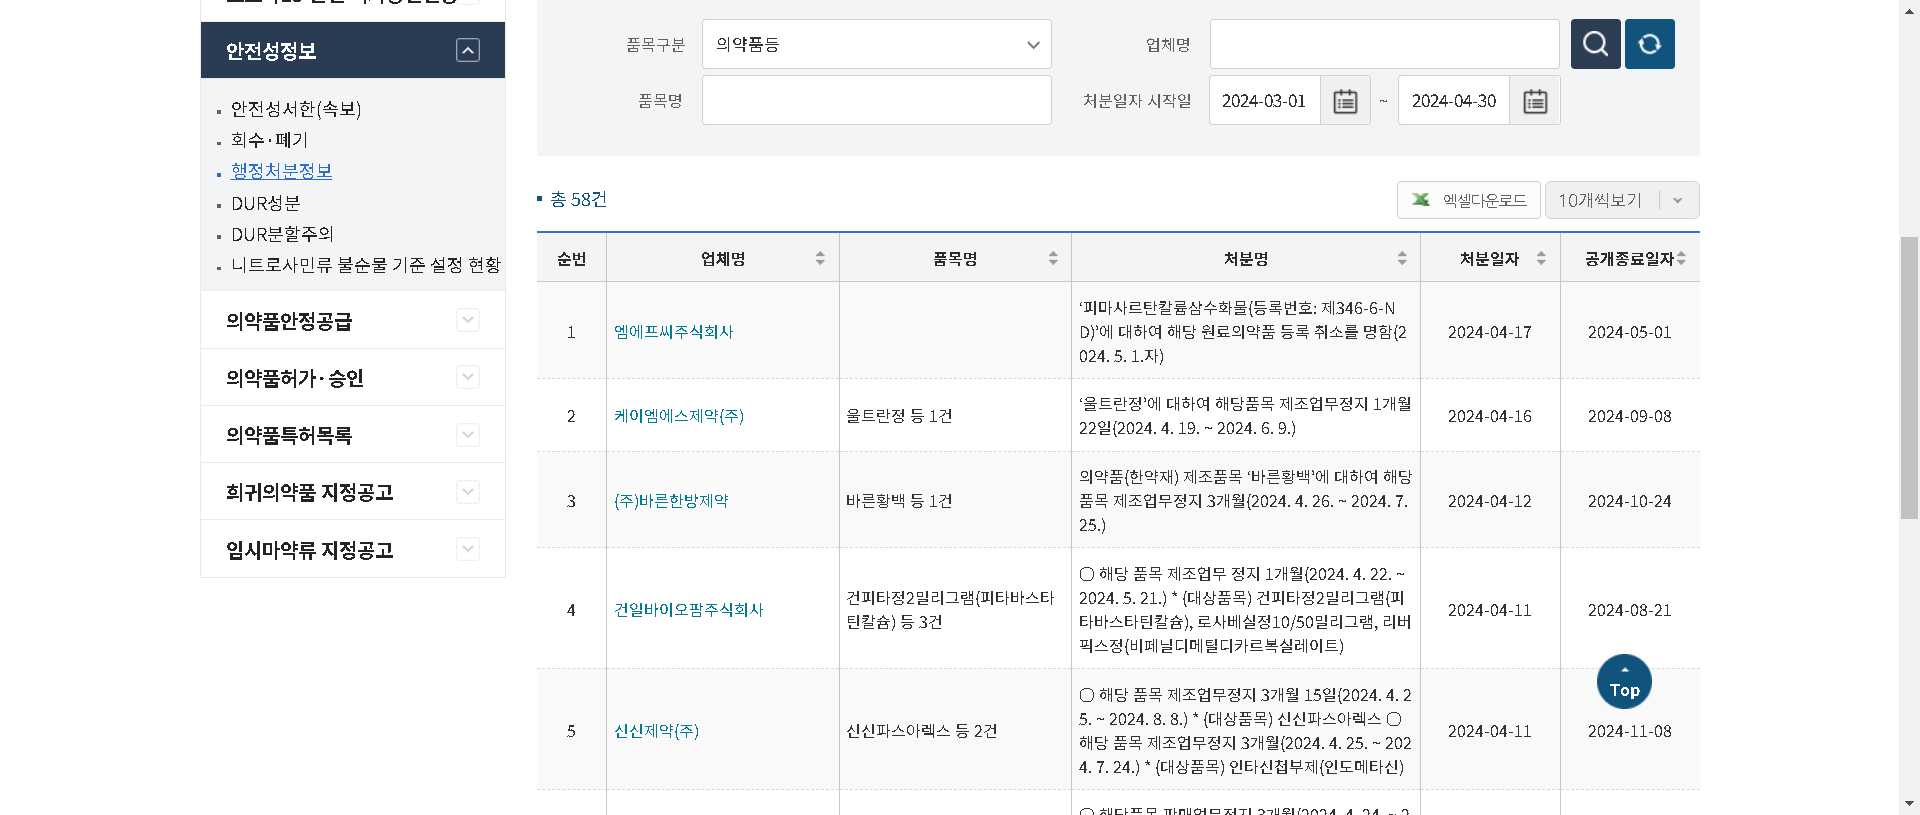 안전성정보
안전성서한(속보)
회수·폐기
행정처분정보
DUR성분
DUR분할주의
니트로사민류 불순물 기준 설정 현황
의약품안정공급
의약품허가·승인
의약품특허목록
희귀의약품 지정공고
임시마약류 지정공고
품목구분
의약품등
업체명
품목명
처분일자 시작일
2024-03-01
~
2024-04-30
총 58건
엑셀다운로드
10개씩보기
순번
업체명
품목명
처분명
처분일자
공개종료일자
1
엠에프씨주식회사
‘피마사르탄칼륨삼수화물(등록번호: 제346-6-N
D)’에 대하여 해당 원료의약품 등록 취소를 명함(2
024. 5. 1.자)
2024-04-17
2024-05-01
2
케이엠에스제약(주)
울트란정 등 1건
‘울트란정’에 대하여 해당품목 제조업무정지 1개월
22일(2024. 4. 19. ~ 2024. 6. 9.)
2024-04-16
2024-09-08
3
(주)바른한방제약
바른황백 등 1건
의약품(한약재) 제조품목 ‘바른황백’에 대하여 해당
품목 제조업무정지 3개월(2024. 4. 26. ~ 2024. 7.
25.)
2024-04-12
2024-10-24
4
건일바이오팜주식회사
건피타정2밀리그램(피타바스타
틴칼슘) 등 3건
○ 해당 품목 제조업무 정지 1개월(2024. 4. 22. ~
2024. 5. 21.) * (대상품목) 건피타정2밀리그램(피
타바스타틴칼슘), 로사베실정10/50밀리그램, 리버
픽스정(비페닐디메틸디카르복실레이트)
2024-04-11
2024-08-21
5
신신제약(주)
신신파스아렉스 등 2건
○ 해당 품목 제조업무정지 3개월 15일(2024. 4. 2
5. ~ 2024. 8. 8.) * (대상품목) 신신파스아렉스 ○
해당 품목 제조업무정지 3개월(2024. 4. 25. ~ 202
4. 7. 24.) * (대상품목) 인타신첩부제(인도메타신)
2024-04-11
2024-11-08
Top
○ 해당품목 판매업무정지 3개월(2024. 4. 24. ~ 2